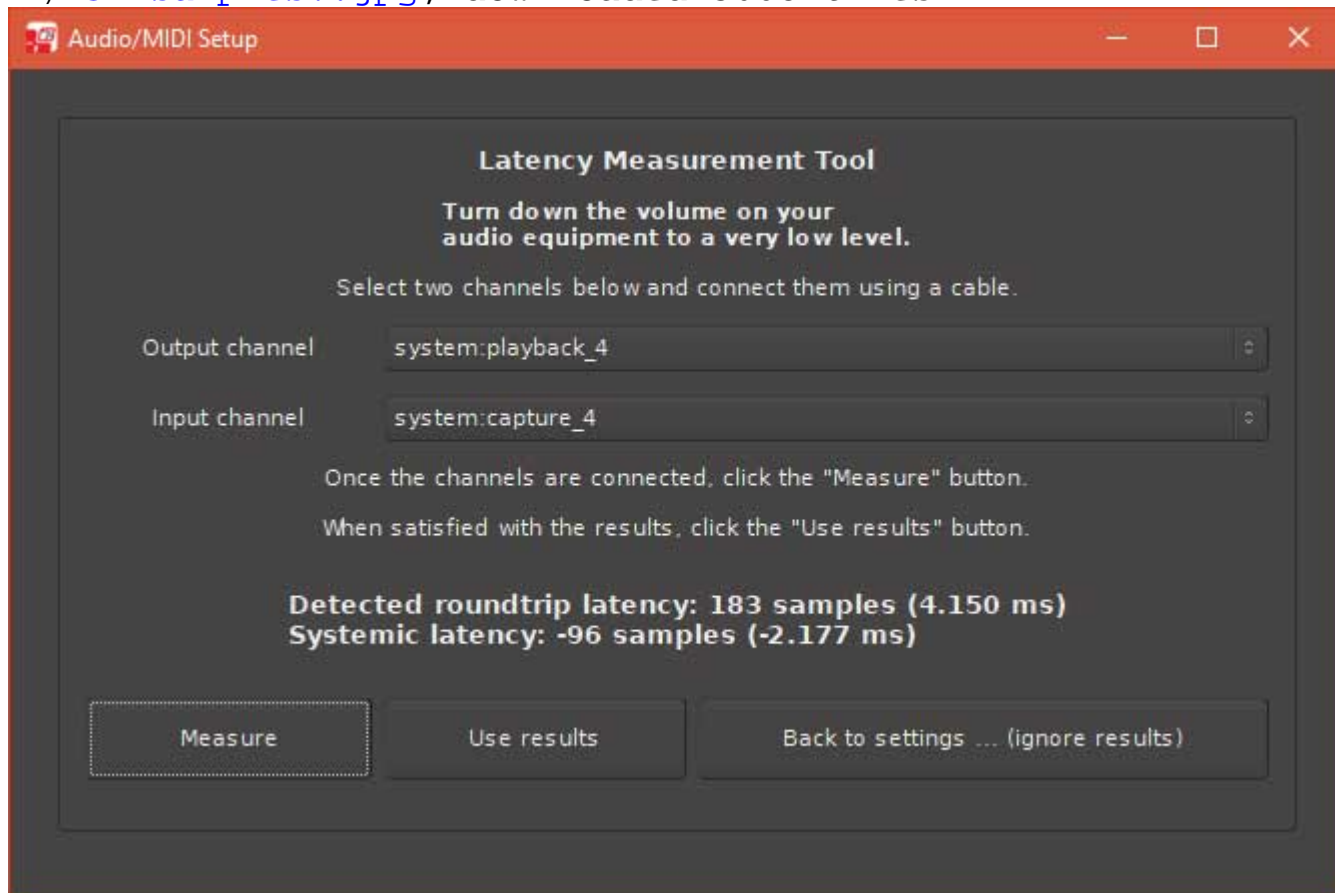 Audio/MIDI Setup
Latency Measurement Tool
Turn down the volume on your
audio equipment to a very low level.
Select two channels below and connect them using a cable.
Output channel system:playback_4
Input channel system:capture_4
Once the channels are connected, click the "Measure" button.
When satisfied with the results, click the "Use results" button.
Detected roundtrip latency: 183 samples (4.150 ms)
Systemic latency: -96 samples (-2.177 ms)
Measure Use results Back to settings ... (ignore results)